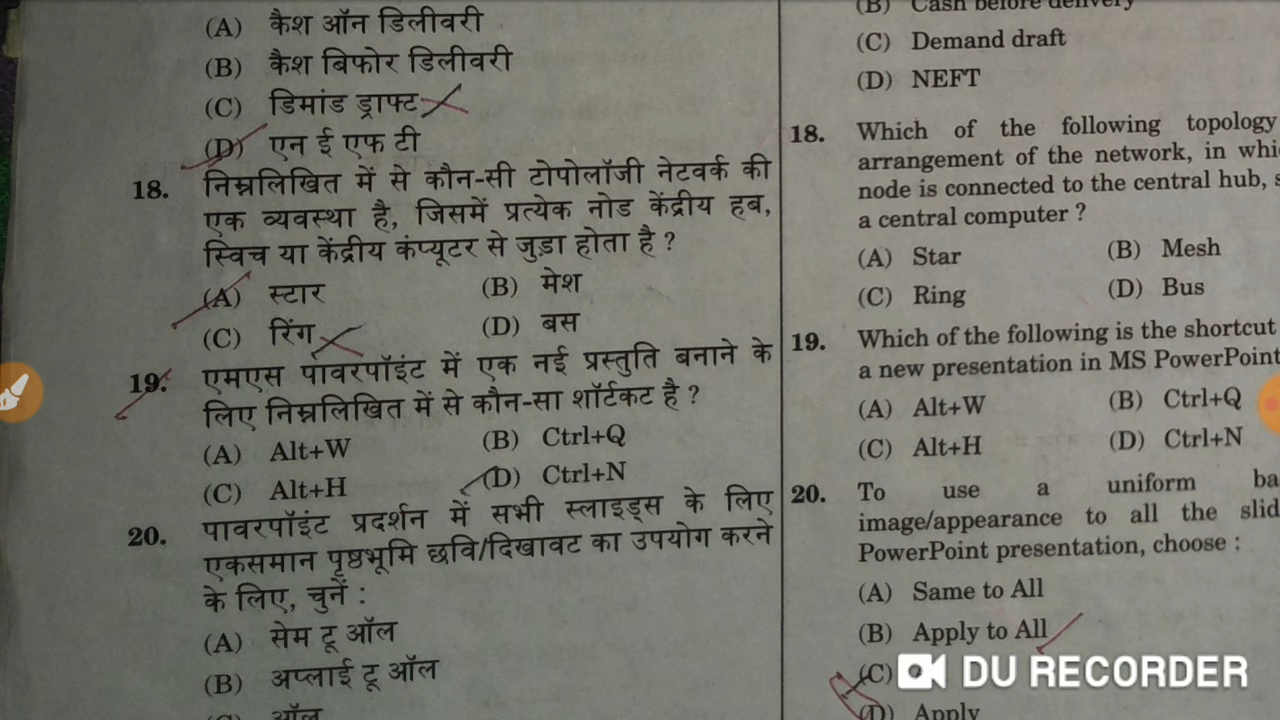 (A) कैश ऑन डिलीवरी
(B) कैश बिफोर डिलीवरी
(C) डिमांड ड्राफ्ट
(D) एन ई एफ टी
18. निम्नलिखित में से कौन-सी टोपोलॉजी नेटवर्क की
एक व्यवस्था है, जिसमें प्रत्येक नोड केंद्रीय हब,
स्विच या केंद्रीय कंप्यूटर से जुड़ा होता है ?
(A) स्टार (B) मेश
(C) रिंग (D) बस
19. एमएस पॉवरपॉइंट में एक नई प्रस्तुति बनाने के
लिए निम्नलिखित में से कौन-सा शॉर्टकट है ?
(A) Alt+W (B) Ctrl+Q
(C) Alt+H (D) Ctrl+N
20. पावरपॉइंट प्रदर्शन में सभी स्लाइड्स के लिए
एकसमान पृष्ठभूमि छवि/दिखावट का उपयोग करने
के लिए, चुनें :
(A) सेम टू ऑल
(B) अप्लाई टू ऑल
ऑल
(B) Cash before delivery
(C) Demand draft
(D) NEFT
18. Which of the following topology
arrangement of the network, in
node is connected to the central hub,
a central computer ?
(A) Star (B) Mesh
(C) Ring (D) Bus
19. Which of the following is the shortcut
a new presentation in MS PowerPoint
(A) Alt+W (B) Ctrl+Q
(C) Alt+H (D) Ctrl+N
20. To use a uniform
image/appearance to all the
PowerPoint presentation, choose :
(A) Same to All
(B) Apply to All
(C)
(D) Apply
DU RECORDER